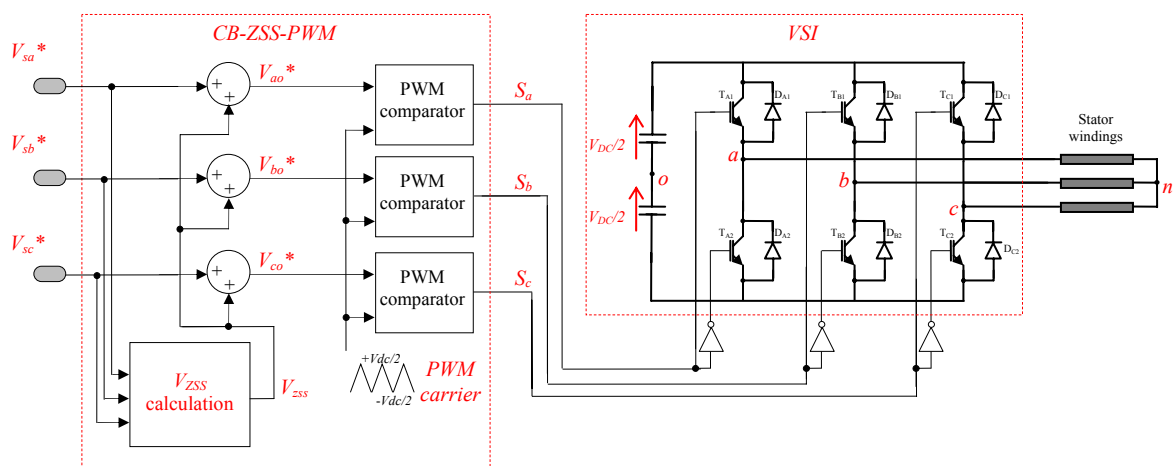 CB-ZSS-PWM
VSI
Vsa*
Vsb*
Vsc*
+
+
+
+
+
+
Vao*
Vbo*
Vco*
PWM
comparator
PWM
comparator
PWM
comparator
Sa
Sb
Sc
VZSS
calculation
Vzss
+Vdc/2
-Vdc/2
PWM
carrier
VDC/2
VDC/2
o
a
b
c
n
TA1
DA1
TB1
DB1
TC1
DC1
TA2
DA2
TB2
DB2
TC2
DC2
Stator
windings